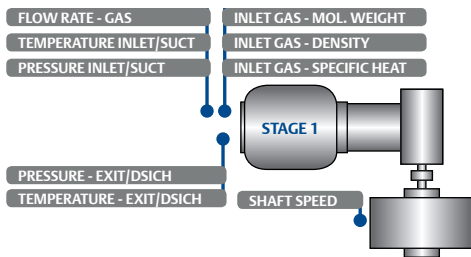 FLOW RATE - GAS
TEMPERATURE INLET/SUCT
PRESSURE INLET/SUCT
INLET GAS - MOL. WEIGHT
INLET GAS - DENSITY
INLET GAS - SPECIFIC HEAT
STAGE 1
PRESSURE - EXIT/DSICH
TEMPERATURE - EXIT/DSICH
SHAFT SPEED